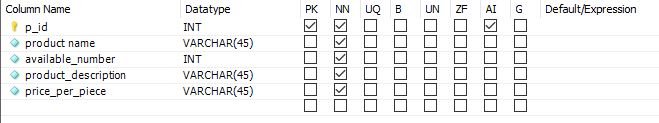 Column Name Datatype PK NN UQ B UN ZF AI G Default/Expression
p_id INT
product name VARCHAR(45)
available_number INT
product_description VARCHAR(45)
price_per_piece VARCHAR(45)